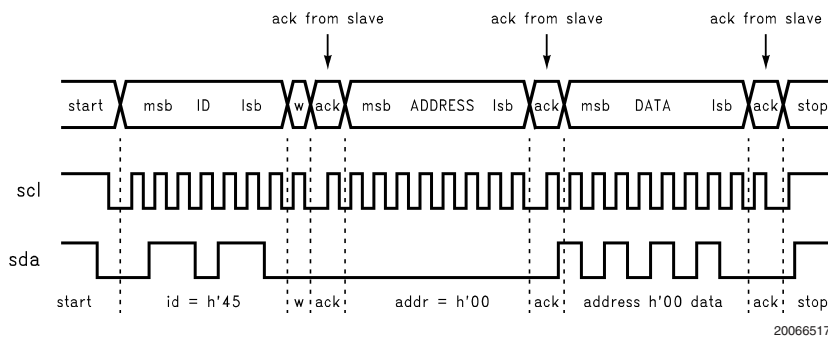 ack from slave ack from slave ack from slave
start msb ID lsb w ack msb ADDRESS lsb ack msb DATA lsb ack stop
scl
sda
start id = h'45 w ack addr = h'00 ack address h'00 data ack stop
20066517